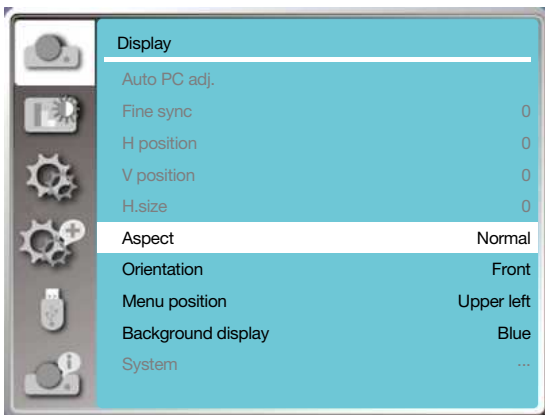 Display
Auto PC adj.
Fine sync 0
H position 0
V position 0
H.size 0
Aspect Normal
Orientation Front
Menu position Upper left
Background display Blue
System ...